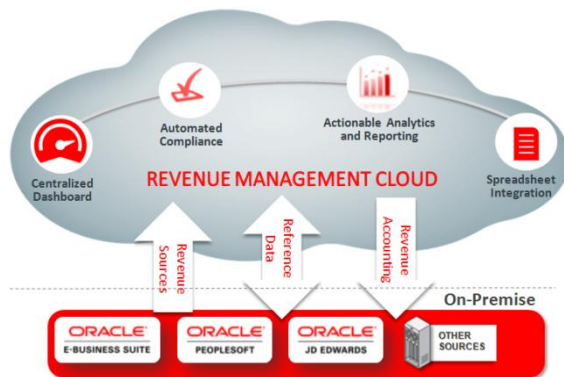 Automated
Compliance
Actionable Analytics
and Reporting
Centralized
Dashboard
REVENUE MANAGEMENT CLOUD
Spreadsheet
Integration
Revenue
Sources
Reference
Data
Revenue
Accounting
On-Premise
ORACLE®
E-BUSINESS SUITE
ORACLE®
PEOPLESOFT
ORACLE®
JD EDWARDS
OTHER
SOURCES